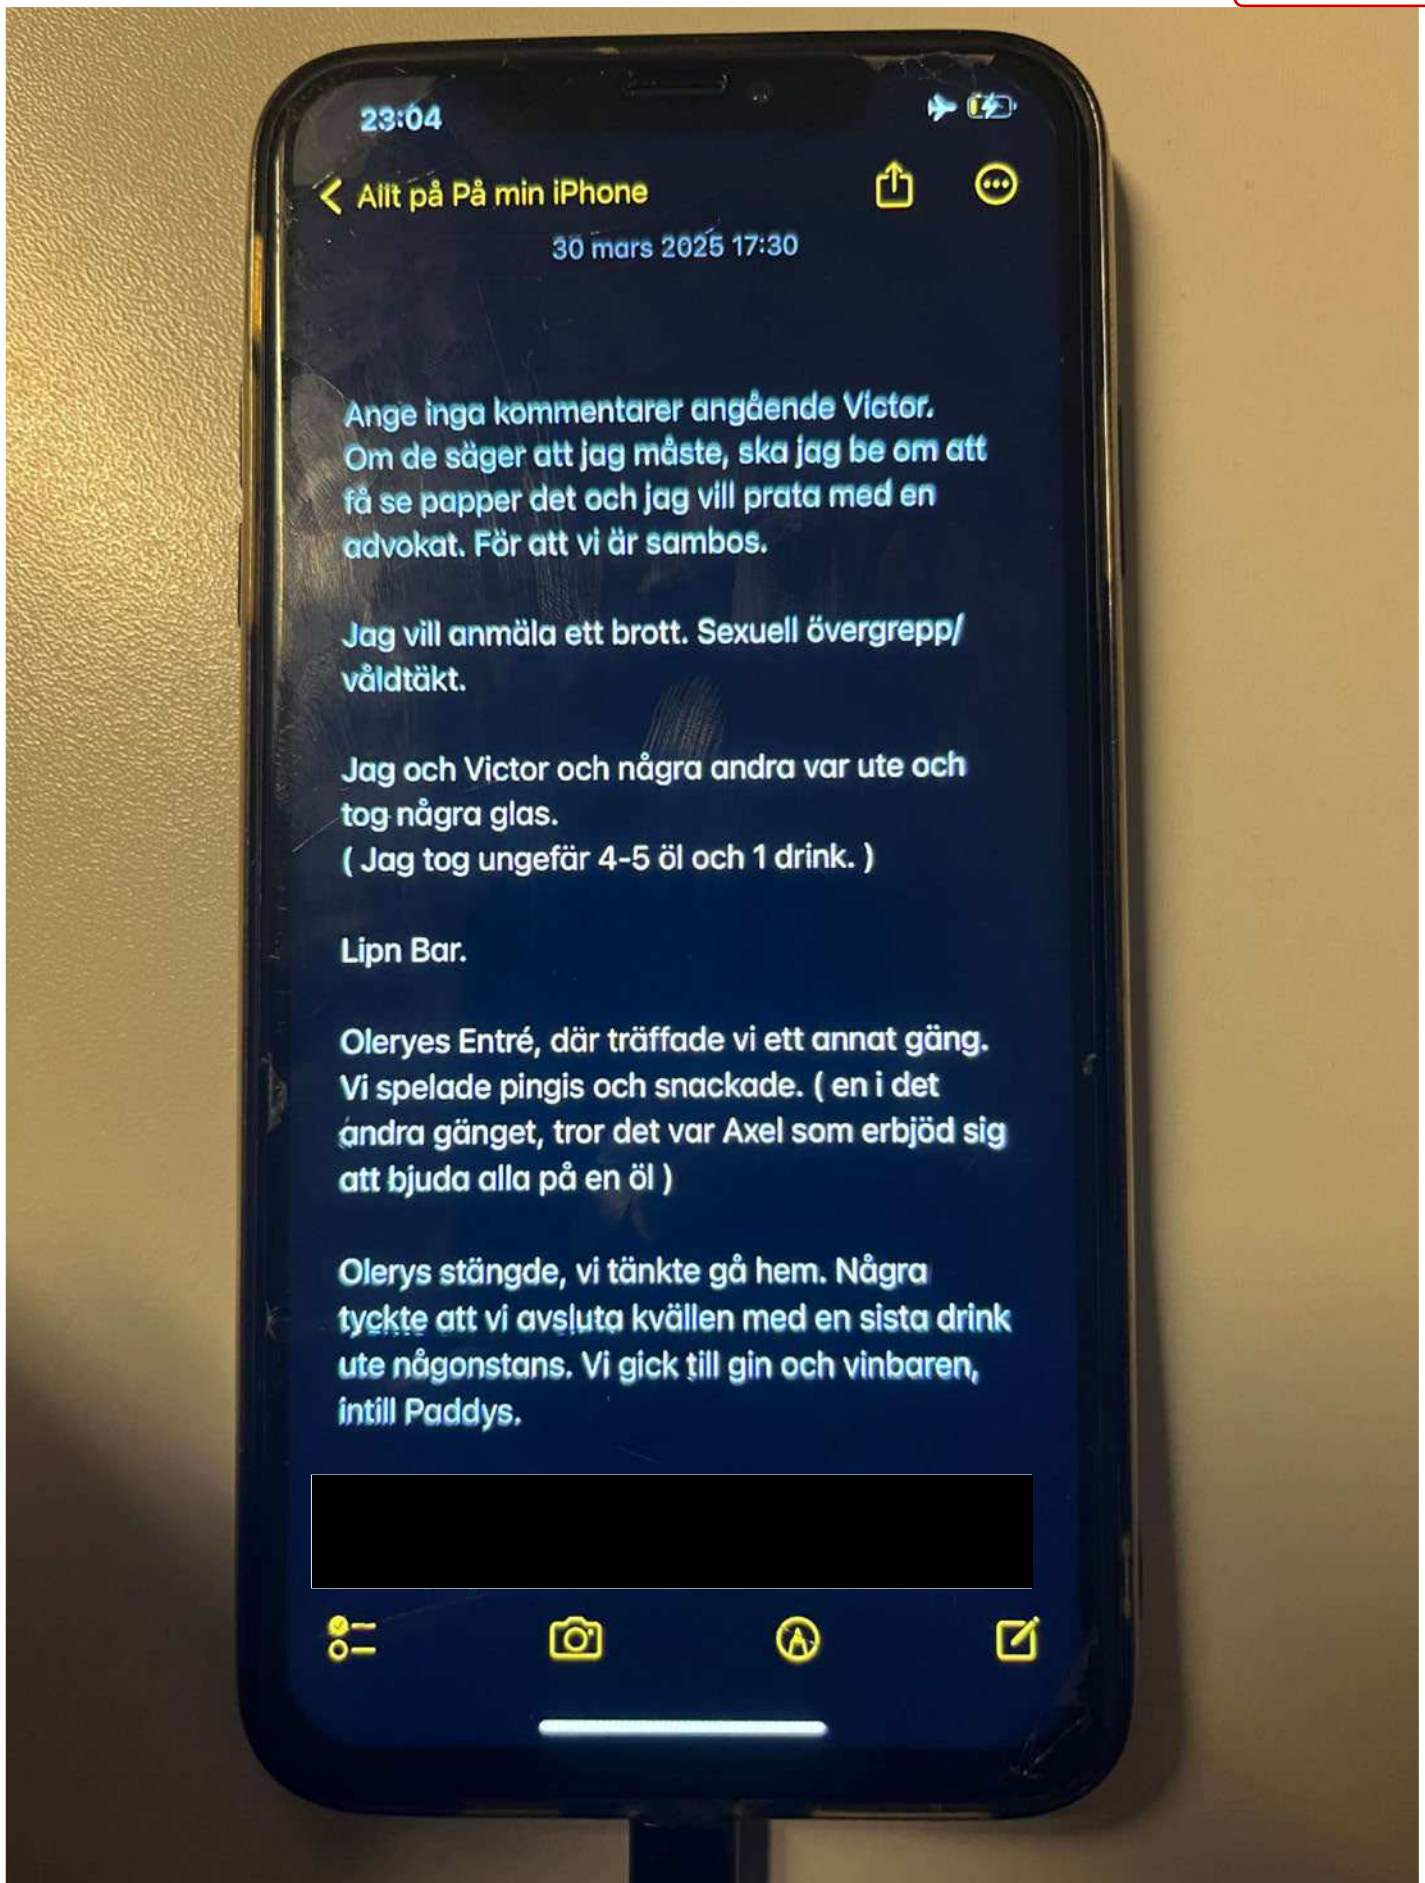 23:04
Allt på På min iPhone
30 mars 2025 17:30
Ange inga kommentarer angående Victor.
Om de säger att jag måste, ska jag be om att
få se papper det och jag vill prata med en
advokat. För att vi är sambos.
Jag vill anmäla ett brott. Sexuell övergrepp/
våldtäkt.
Jag och Victor och några andra var ute och
tog några glas.
( Jag tog ungefär 4-5 öl och 1 drink. )
Lipn Bar.
Oleryes Entré, där träffade vi ett annat gäng.
Vi spelade pingis och snackade. ( en i det
andra gänget, tror det var Axel som erbjöd sig
att bjuda alla på en öl )
Olerys stängde, vi tänkte gå hem. Några
tyckte att vi avsluta kvällen med en sista drink
ute någonstans. Vi gick till gin och vinbaren,
intill Paddys.